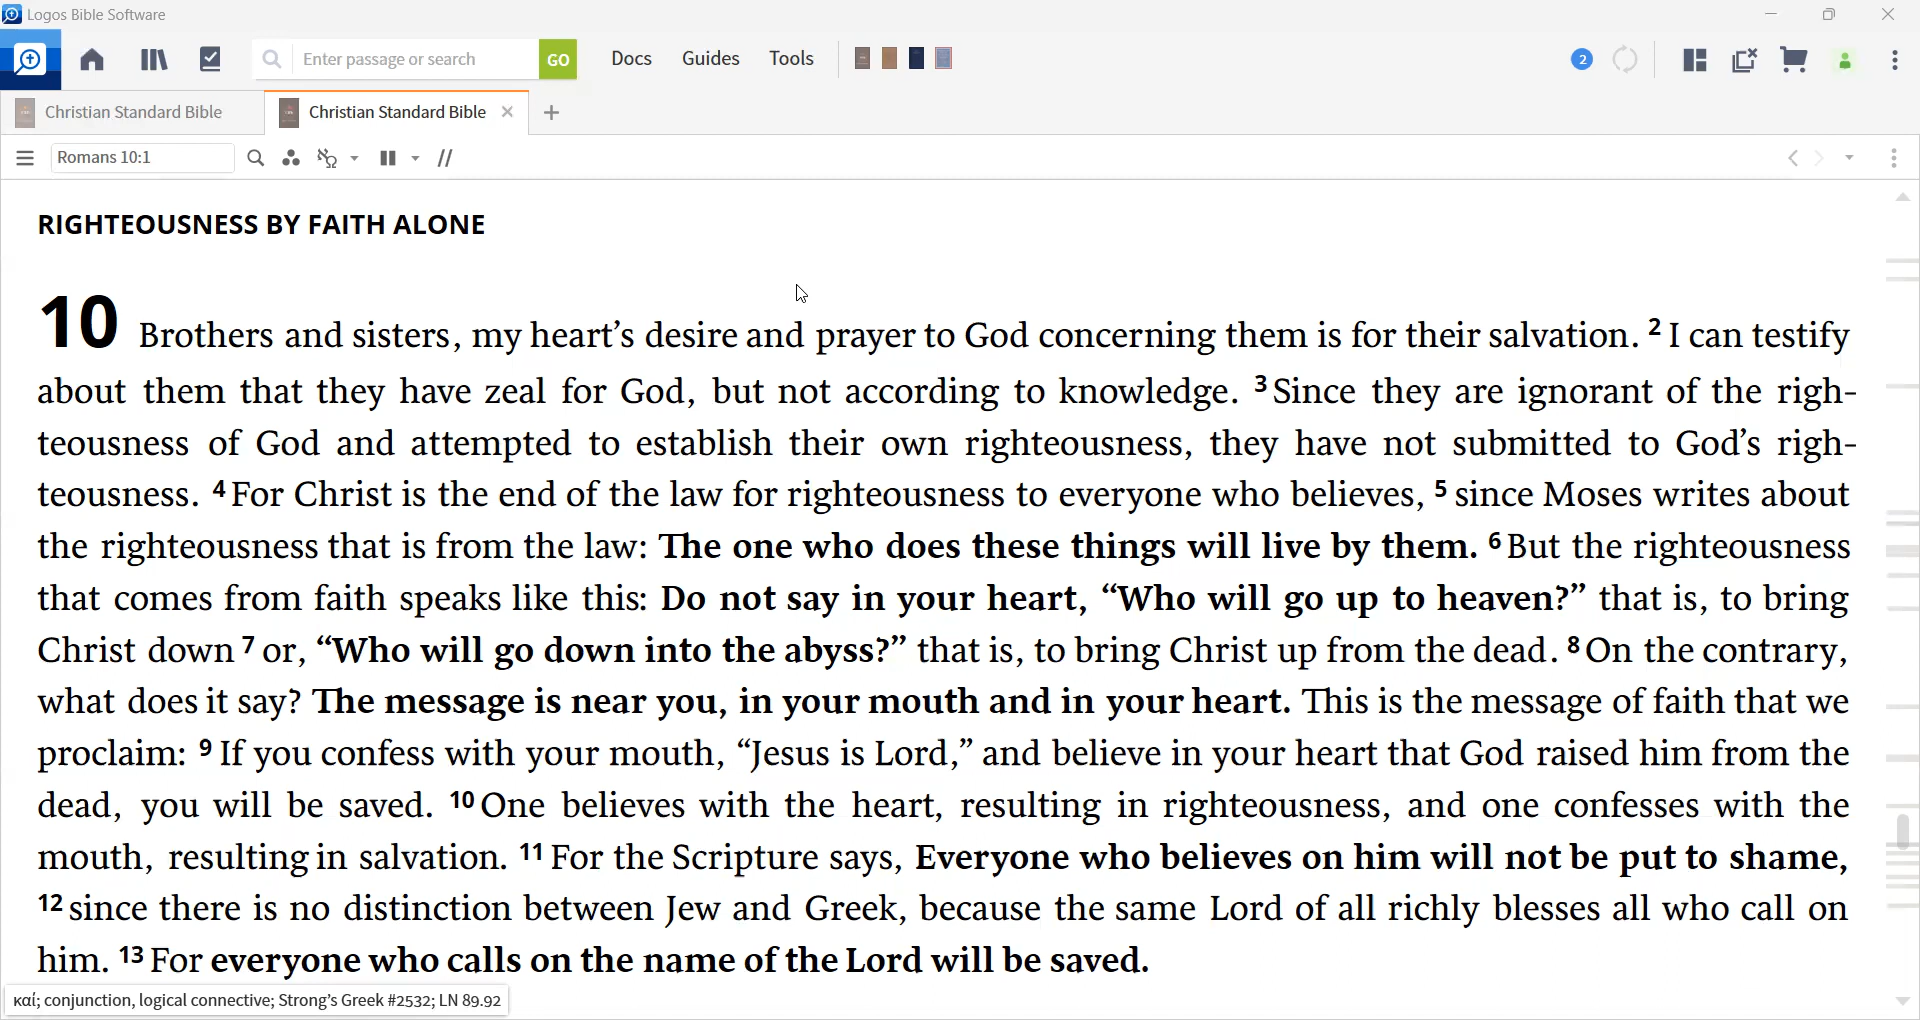 Logos Bible Software
Enter passage or search GO Docs Guides Tools 2
Christian Standard Bible Christian Standard Bible
Romans 10:1
RIGHTEOUSNESS BY FAITH ALONE
10 Brothers and sisters, my heart’s desire and prayer to God concerning them is for their salvation. 2 I can testify
about them that they have zeal for God, but not according to knowledge. 3 Since they are ignorant of the righ-
teousness of God and attempted to establish their own righteousness, they have not submitted to God’s righ-
teousness. 4 For Christ is the end of the law for righteousness to everyone who believes, 5 since Moses writes about
the righteousness that is from the law: The one who does these things will live by them. 6 But the righteousness
that comes from faith speaks like this: Do not say in your heart, “Who will go up to heaven?” that is, to bring
Christ down 7 or, “Who will go down into the abyss?” that is, to bring Christ up from the dead. 8 On the contrary,
what does it say? The message is near you, in your mouth and in your heart. This is the message of faith that we
proclaim: 9 If you confess with your mouth, “Jesus is Lord,” and believe in your heart that God raised him from the
dead, you will be saved. 10 One believes with the heart, resulting in righteousness, and one confesses with the
mouth, resulting in salvation. 11 For the Scripture says, Everyone who believes on him will not be put to shame,
12 since there is no distinction between Jew and Greek, because the same Lord of all richly blesses all who call on
him. 13 For everyone who calls on the name of the Lord will be saved.
καί; conjunction, logical connective; Strong’s Greek #2532; LN 89.92